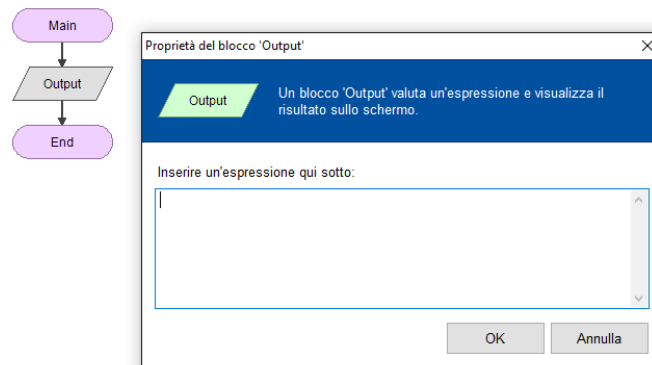 Main
Output
End
Proprietà del blocco 'Output'
Output
Un blocco 'Output' valuta un'espressione e visualizza il
risultato sullo schermo.
Inserire un'espressione qui sotto:
OK
Annulla